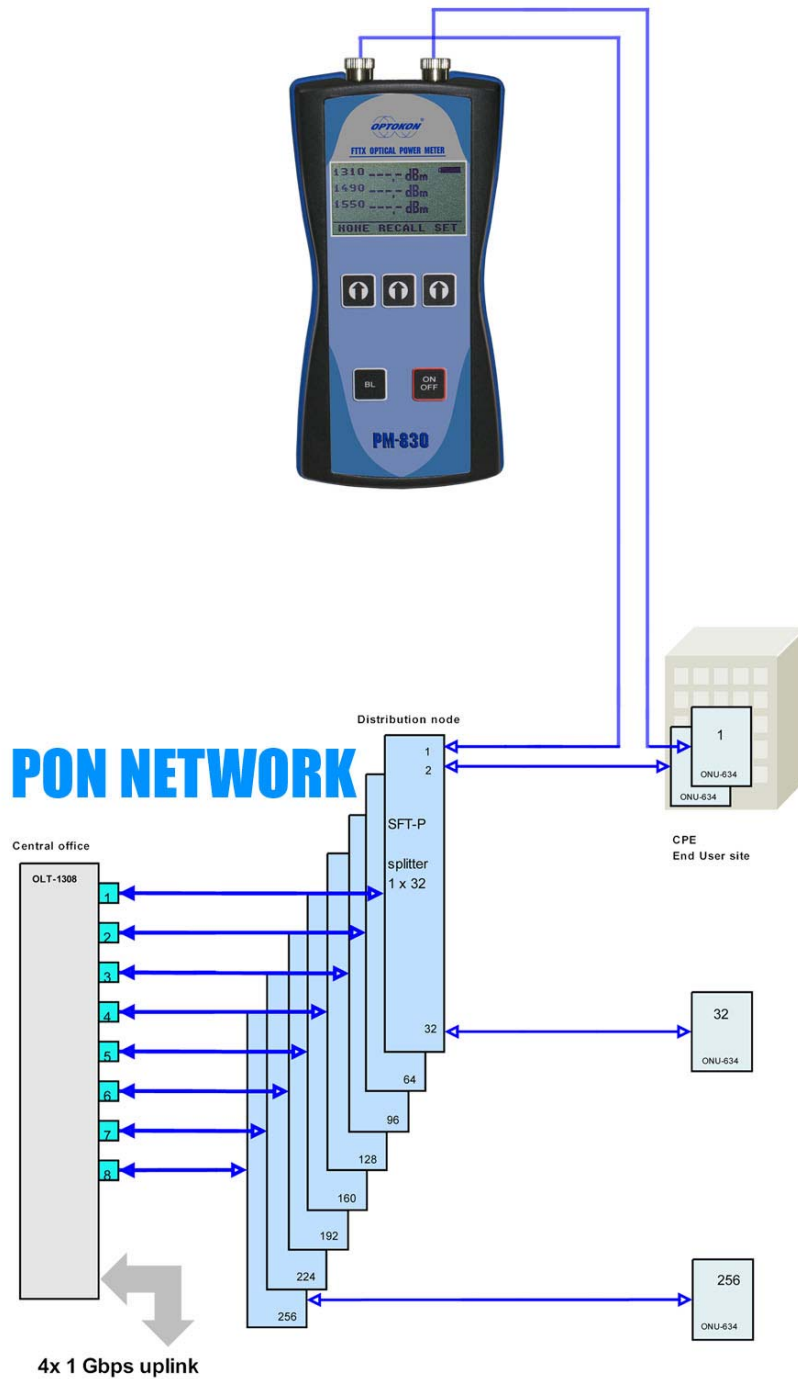 OPTOKON®
FTTX OPTICAL POWER METER
1310 ---,- dBm
1490 ---,- dBm
1550 ---,- dBm
HOME RECALL SET
BL
ON
OFF
PM-830
Distribution node
PON NETWORK
1
2
SFT-P
splitter
1 x 32
32
64
96
128
160
192
224
256
1
ONU-634
ONU-634
CPE
End User site
Central office
OLT-1308
1
2
3
4
5
6
7
8
32
ONU-634
256
ONU-634
4x 1 Gbps uplink